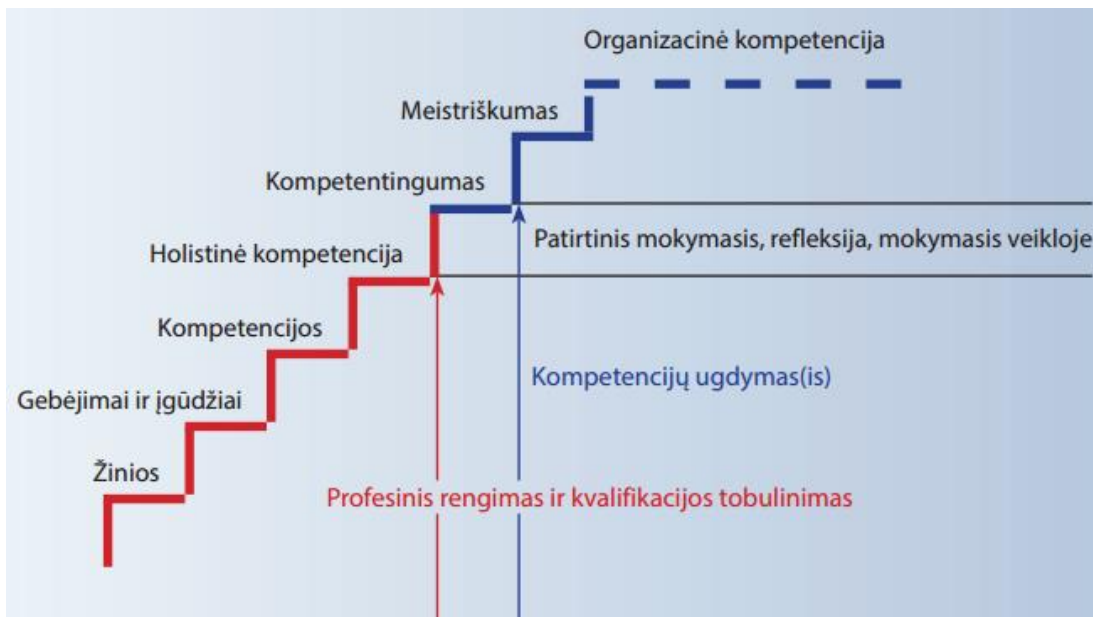 Organizacinė kompetencija
Meistriškumas
Kompetentingumas
Patirtinis mokymasis, refleksija, mokymasis veikloje
Holistinė kompetencija
Kompetencijos
Kompetencijų ugdymas(is)
Gebėjimai ir įgūdžiai
Žinios
Profesinis rengimas ir kvalifikacijos tobulinimas